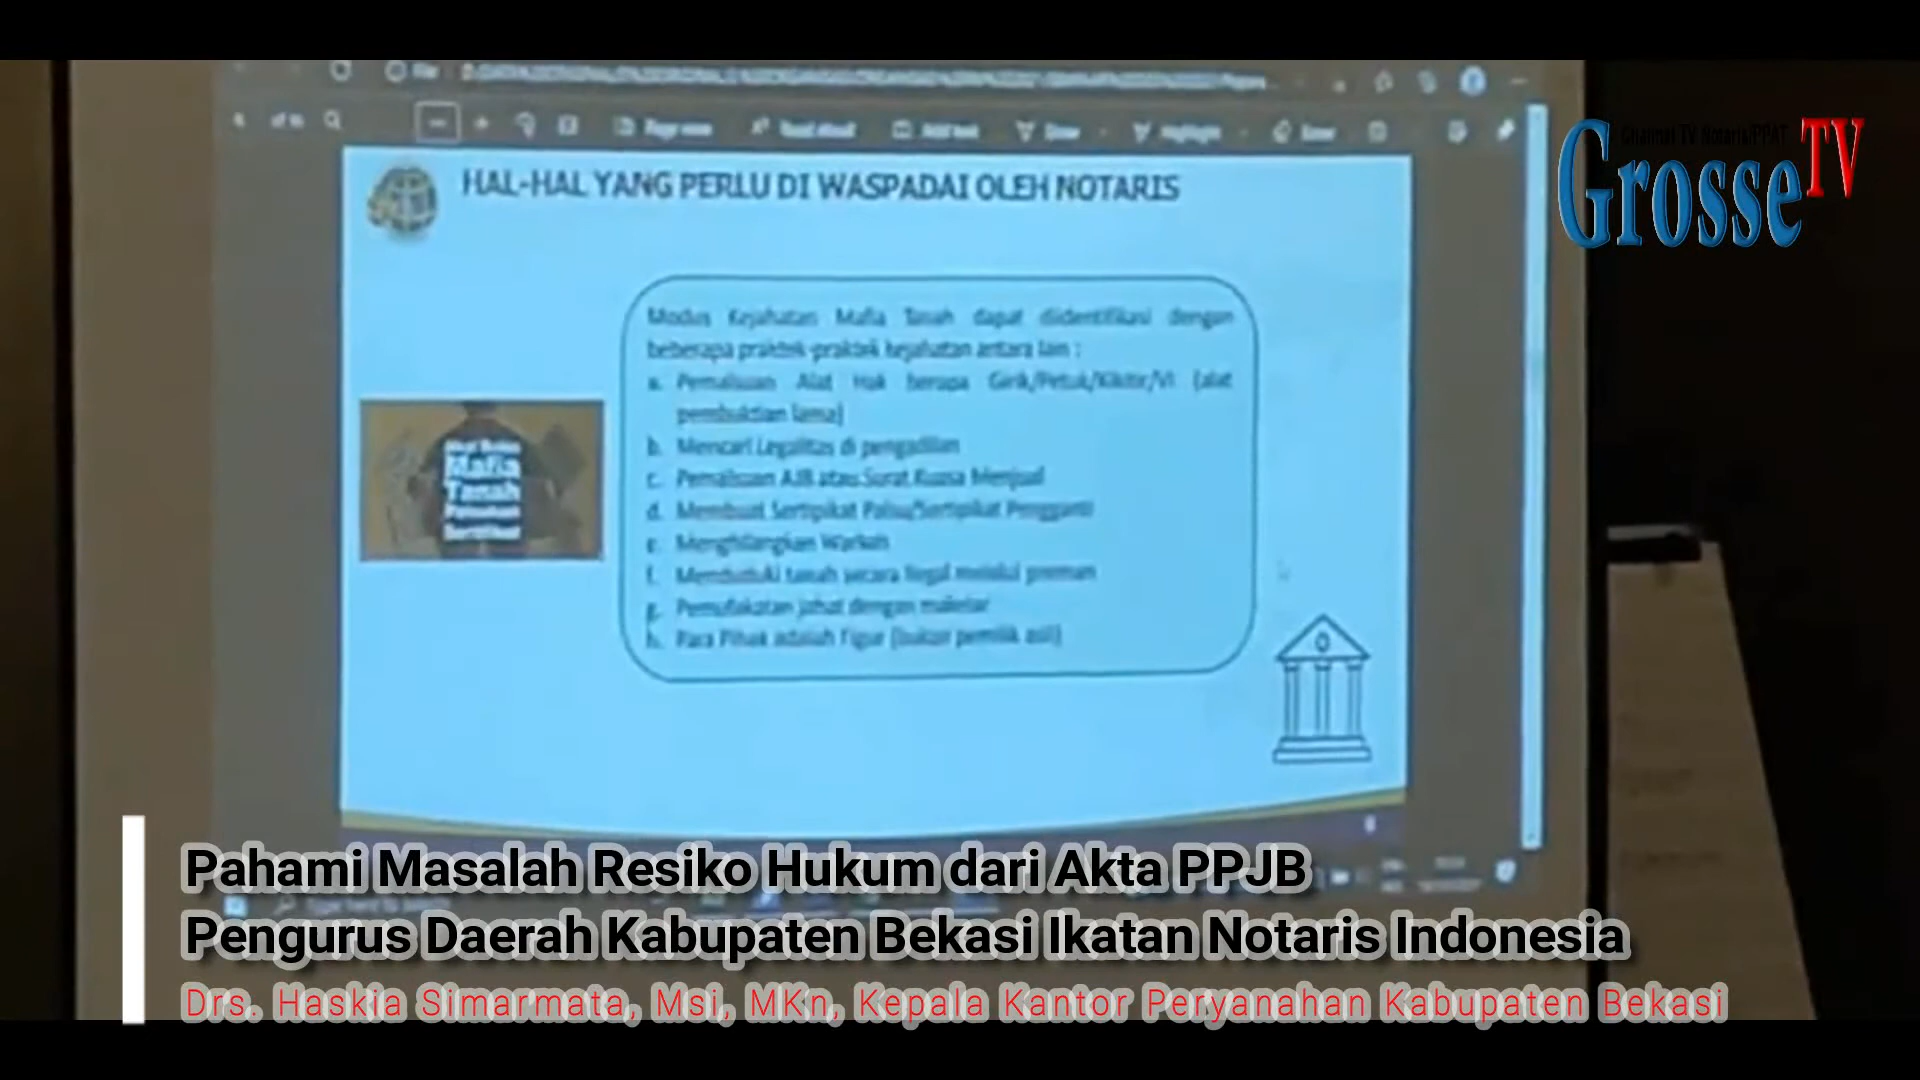 Channel TV Notaris/PPAT
Grosse TV
HAL-HAL YANG PERLU DI WASPADAI OLEH NOTARIS
Modus Kejahatan Mafia Tanah dapat diidentifikasi dengan
beberapa praktek-praktek kejahatan antara lain :
a. Pemalsuan Alat Hak berupa Girik/Petuk/Kikitir/VI (alat
pembuktian lama)
b. Mencari Legalitas di pengadilan
c. Pemalsuan AJB atau Surat Kuasa Menjual
d. Membuat Sertipikat Palsu/Sertipikat Pengganti
e. Menghilangkan Warkah
f. Menduduki tanah secara ilegal melalui preman
g. Pemufakatan jahat dengan makelar
h. Para Pihak adalah Figur (bukan pemilik asli)
Mafia
Tanah
Pahami Masalah Resiko Hukum dari Akta PPJB
Pengurus Daerah Kabupaten Bekasi Ikatan Notaris Indonesia
Drs. Haskia Simarmata, Msi, MKn, Kepala Kantor Peryanahan Kabupaten Bekasi